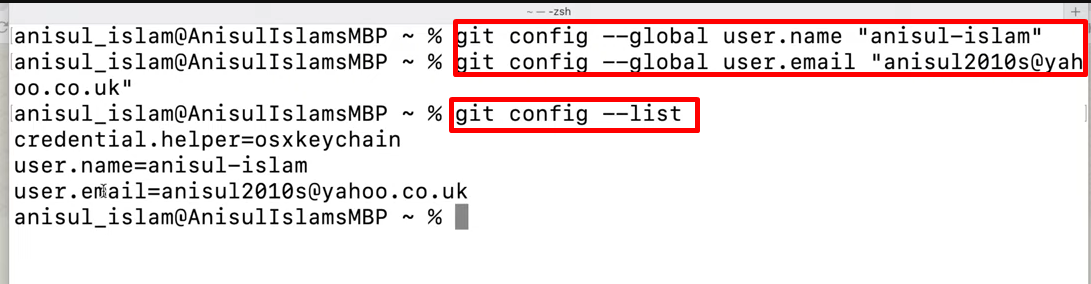 ~ — -zsh
anisul_islam@AnisulIslamsMBP ~ % git config --global user.name "anisul-islam"
anisul_islam@AnisulIslamsMBP ~ % git config --global user.email "anisul2010s@yah
oo.co.uk"
anisul_islam@AnisulIslamsMBP ~ % git config --list
credential.helper=osxkeychain
user.name=anisul-islam
user.email=anisul2010s@yahoo.co.uk
anisul_islam@AnisulIslamsMBP ~ %